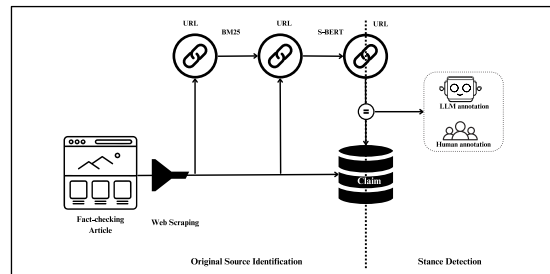 URL
BM25
URL
S-BERT
URL
=
LLM annotation
Human annotation
Claim
Fact-checking
Article
Web Scraping
Original Source Identification
Stance Detection